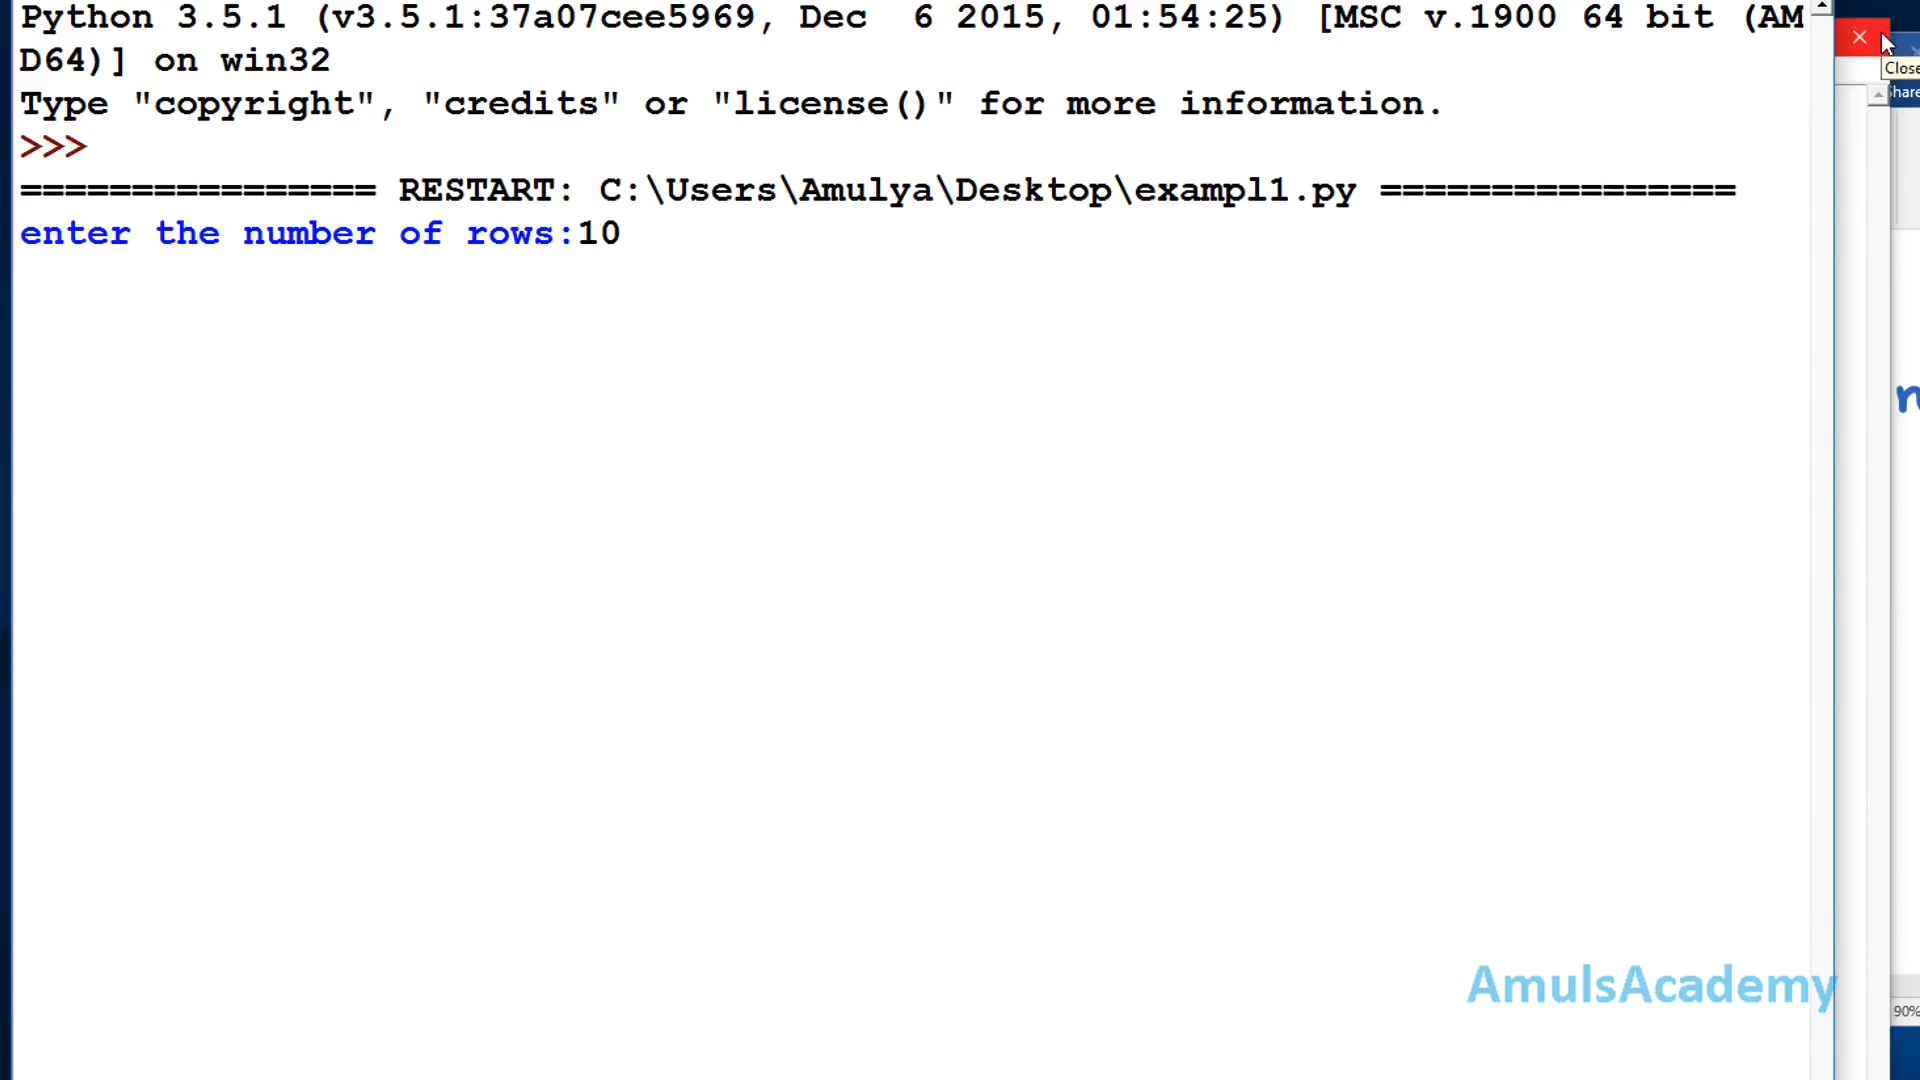 Python 3.5.1 (v3.5.1:37a07cee5969, Dec  6 2015, 01:54:25) [MSC v.1900 64 bit (AM
D64)] on win32
Type "copyright", "credits" or "license()" for more information.
>>>
================ RESTART: C:\Users\Amulya\Desktop\exampl1.py ================
enter the number of rows:10
Close
Share
AmulsAcademy
90%